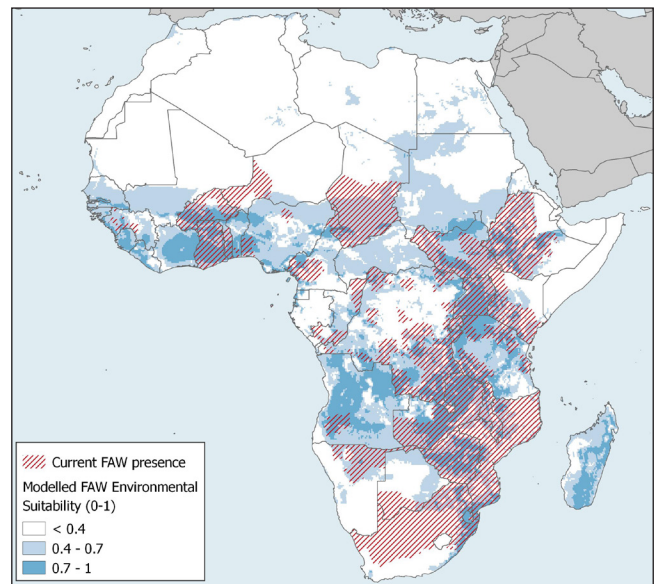 Current FAW presence
Modelled FAW Environmental
Suitability (0-1)
< 0.4
0.4 - 0.7
0.7 - 1